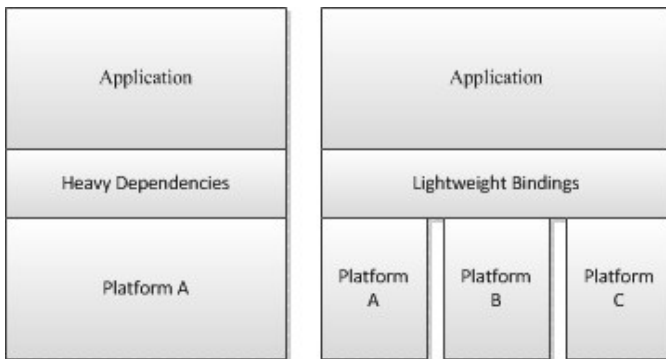 Application
Heavy Dependencies
Platform A
Application
Lightweight Bindings
Platform
A
Platform
B
Platform
C